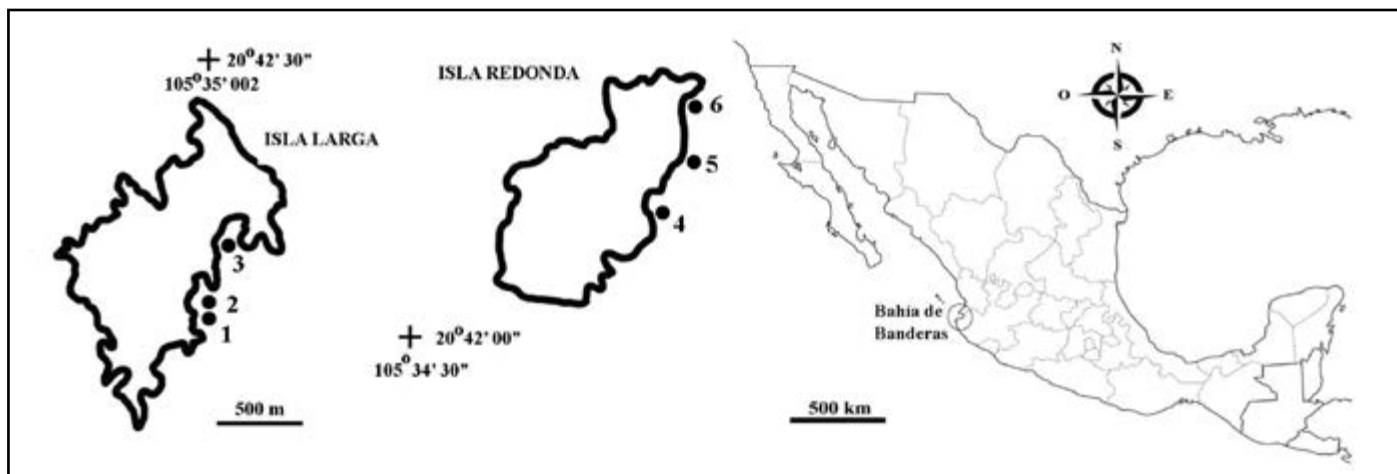 20°42'30"
105°35'002
ISLA LARGA
3
2
1
500 m
ISLA REDONDA
6
5
4
20°42'00"
105°34'30"
N
O
E
S
Bahía de
Banderas
500 km